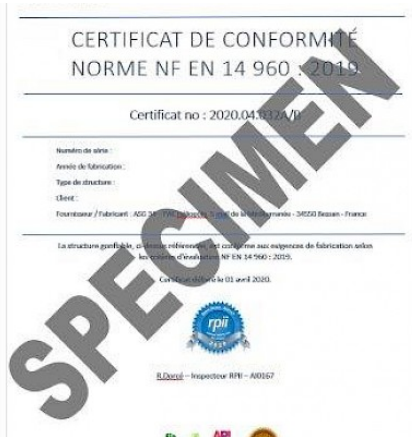 CERTIFICAT DE CONFORMITÉ
NORME NF EN 14 960 : 2019
Certificat no : 2020.04.032A/B
Numéro de série :
Année de fabrication :
Type de structure :
Client :
Fournisseur / Fabricant : ASG 34 - 34550 Bessan - France
La structure gonflable, ci-dessus référencée, est conforme aux exigences de fabrication selon
les critères d'évaluation NF EN 14 960 : 2019.
Certificat délivré le 01 avril 2020.
rpii
R.Dorcé – Inspecteur RPII – AI0167
SPECIMEN